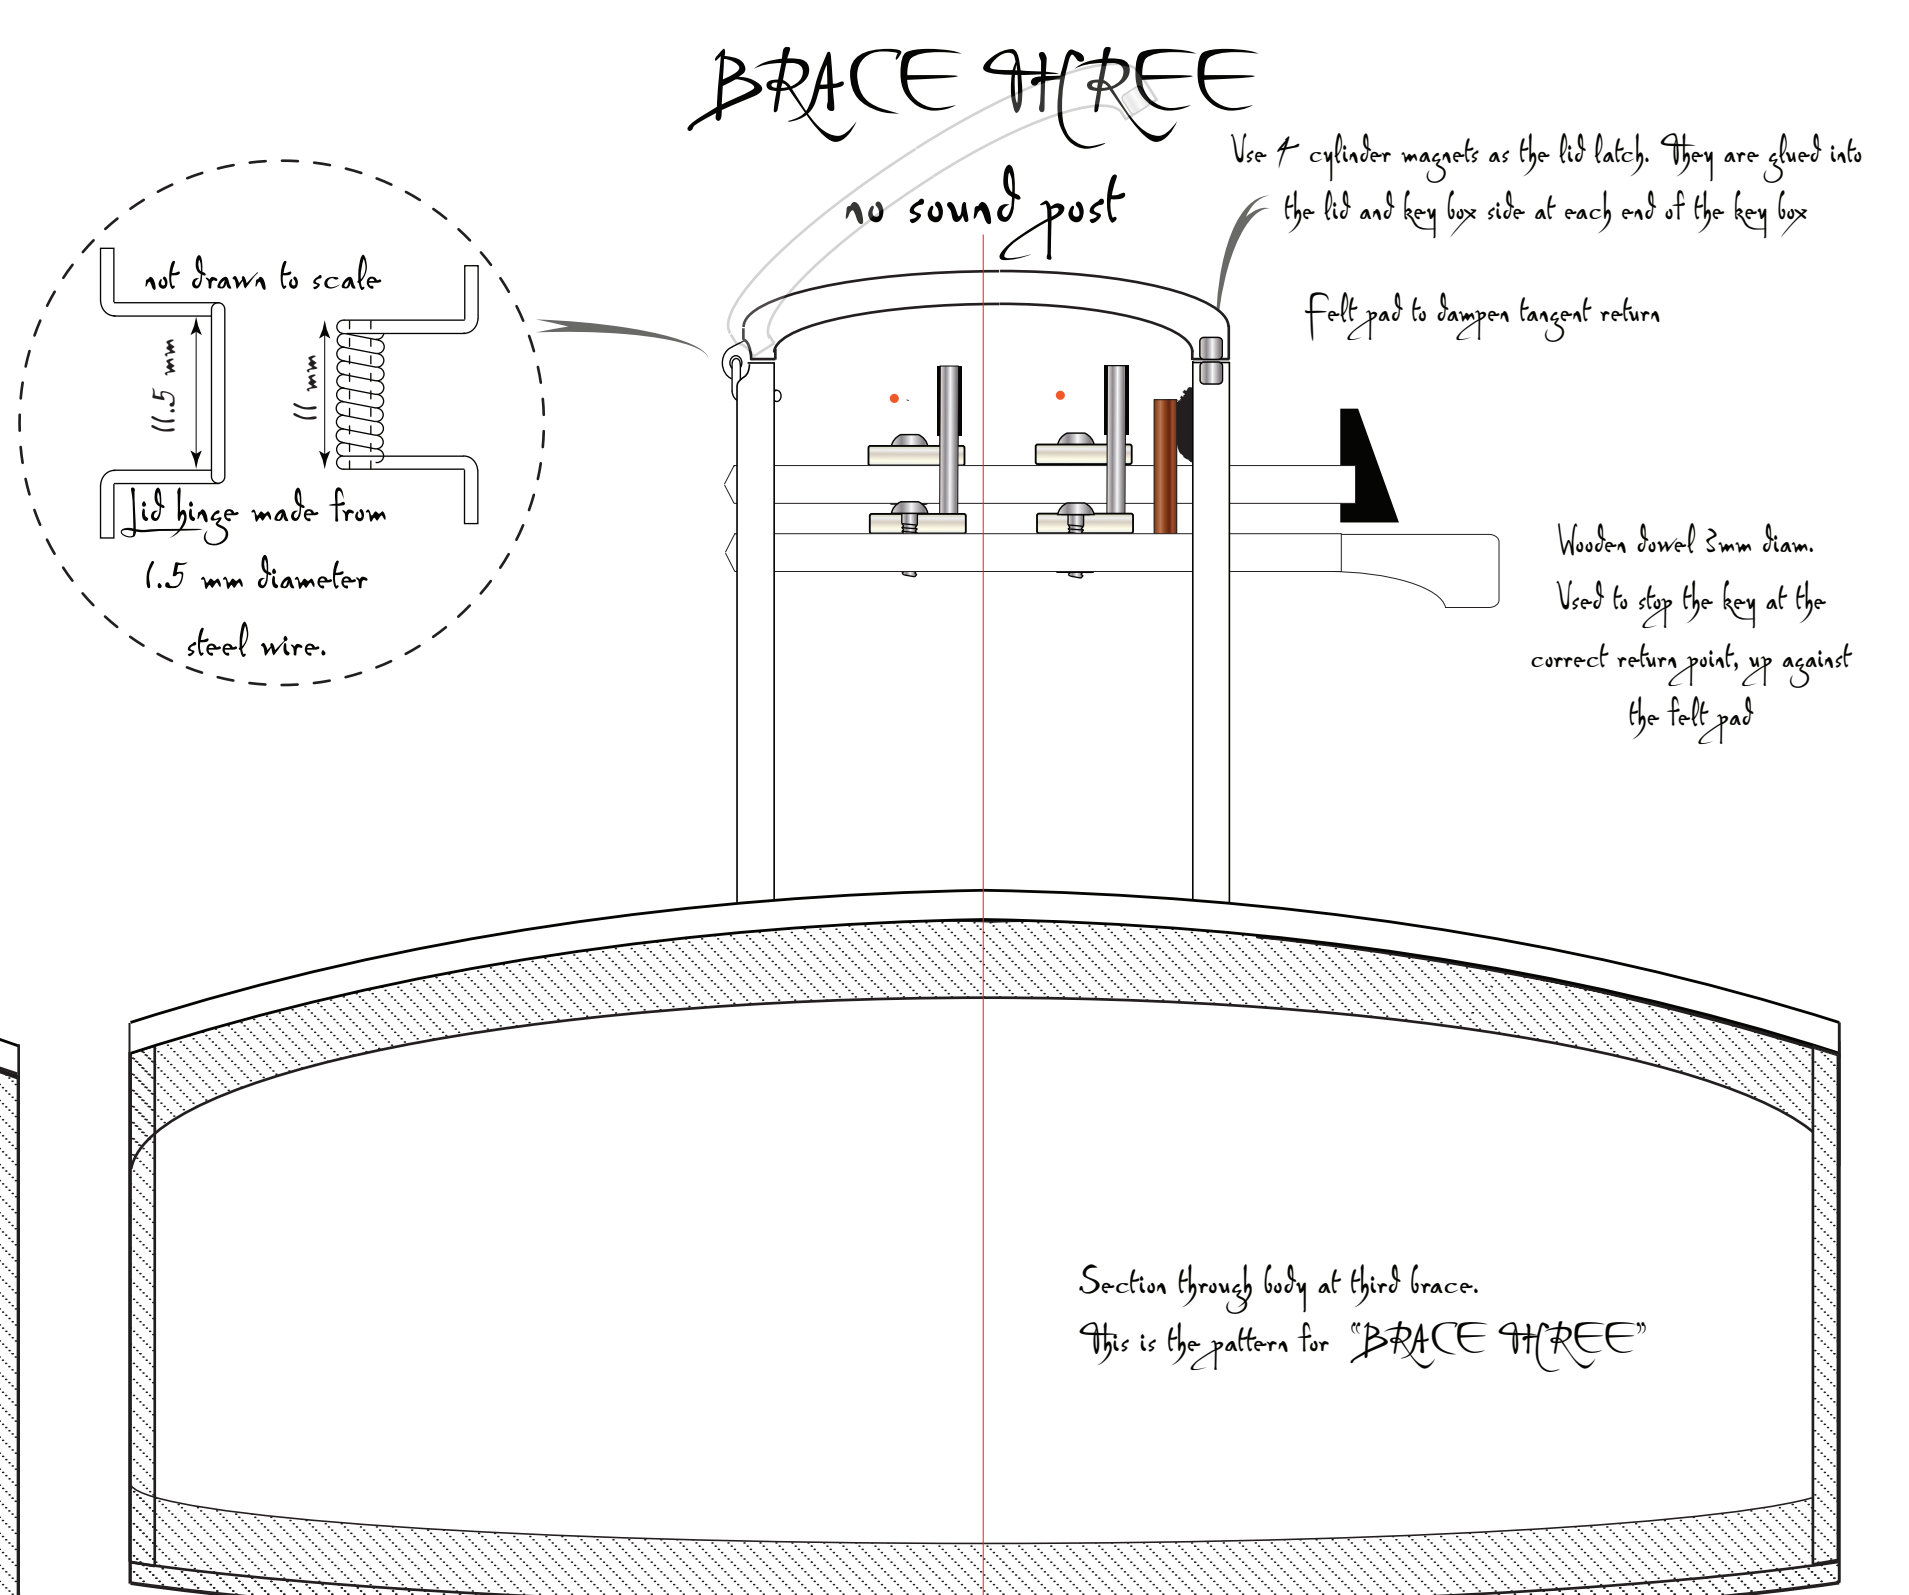 BRACE THREE
no sound post
Use 4 cylinder magnets as the lid latch. They are glued into
the lid and key box side at each end of the key box
Felt pad to dampen tangent return
not drawn to scale
11.5 mm
11 mm
Lid hinge made from
1.5 mm diameter
steel wire.
Wooden dowel 3mm diam.
Used to stop the key at the
correct return point, up against
the felt pad
Section through body at third brace.
This is the pattern for "BRACE THREE"